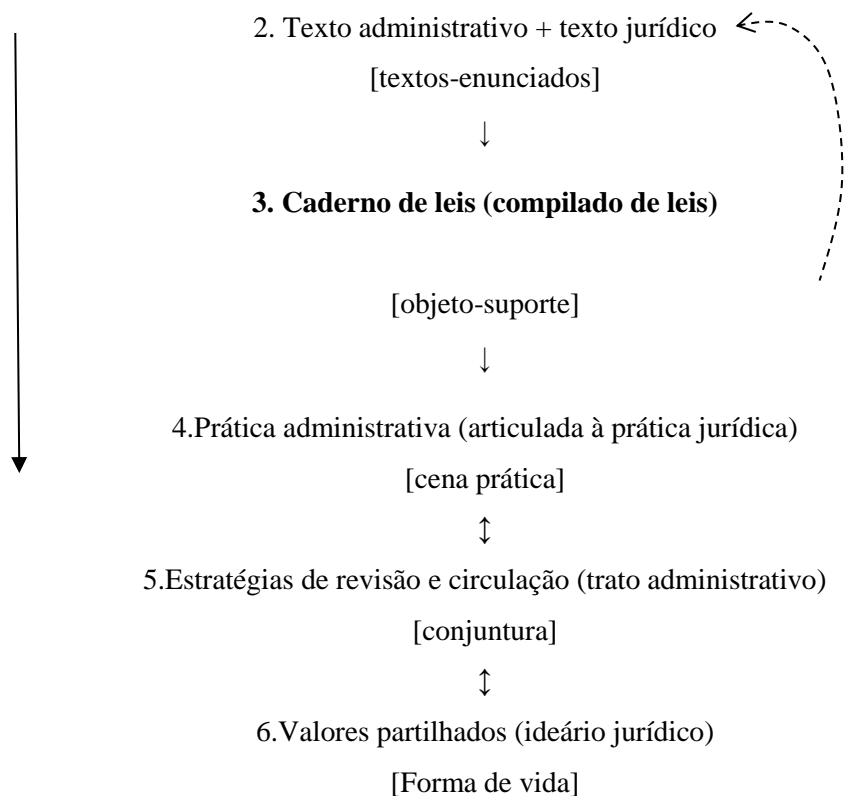 2. Texto administrativo + texto jurídico
[textos-enunciados]
↓
3. Caderno de leis (compilado de leis)
[objeto-suporte]
↓
4.Prática administrativa (articulada à prática jurídica)
[cena prática]
↕
5.Estratégias de revisão e circulação (trato administrativo)
[conjuntura]
↕
6.Valores partilhados (ideário jurídico)
[Forma de vida]